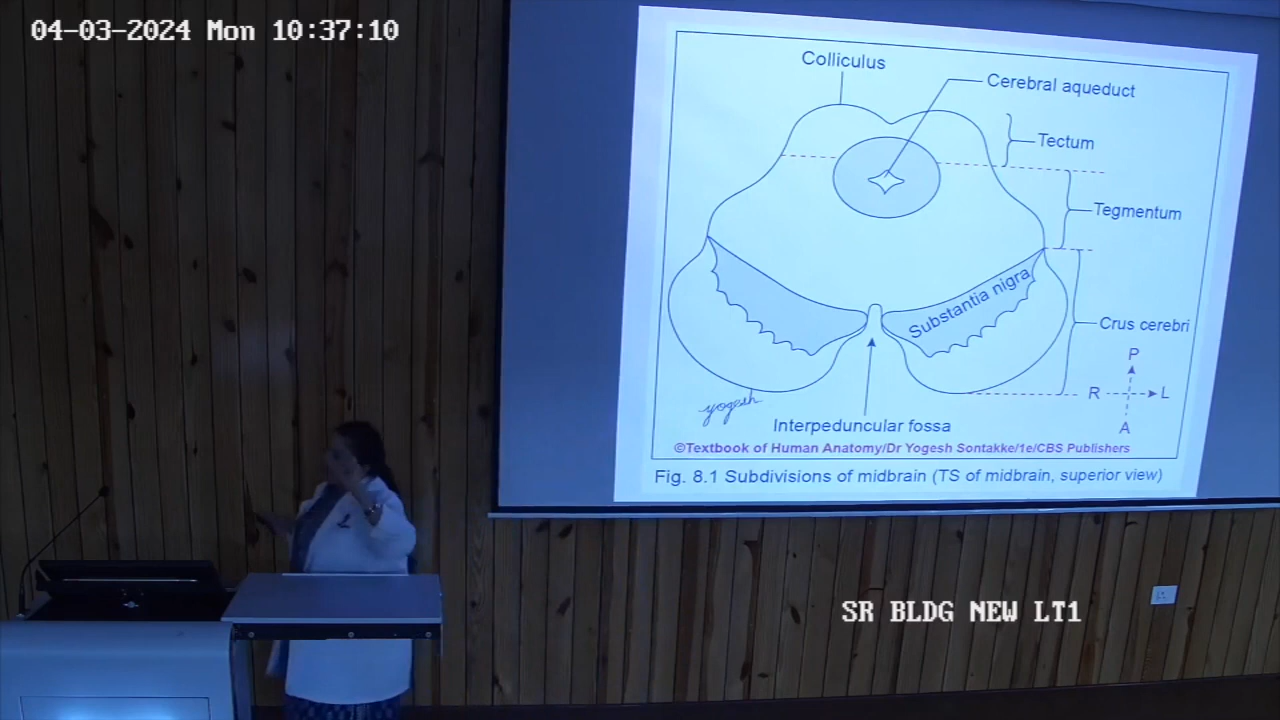 04-03-2024 Mon 10:37:10
Colliculus
Cerebral aqueduct
Tectum
Tegmentum
Substantia nigra
Crus cerebri
P
R
L
A
yogesh
Interpeduncular fossa
©Textbook of Human Anatomy/Dr Yogesh Sontakke/1e/CBS Publishers
Fig. 8.1 Subdivisions of midbrain (TS of midbrain, superior view)
SR BLDG NEW LT1